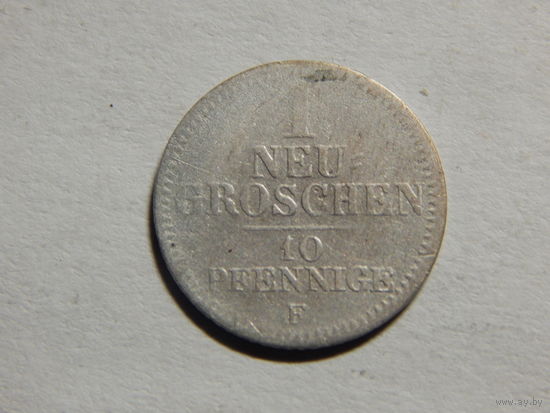 1
NEU=
GROSCHEN
10
PFENNIGE
F
www.ay.by